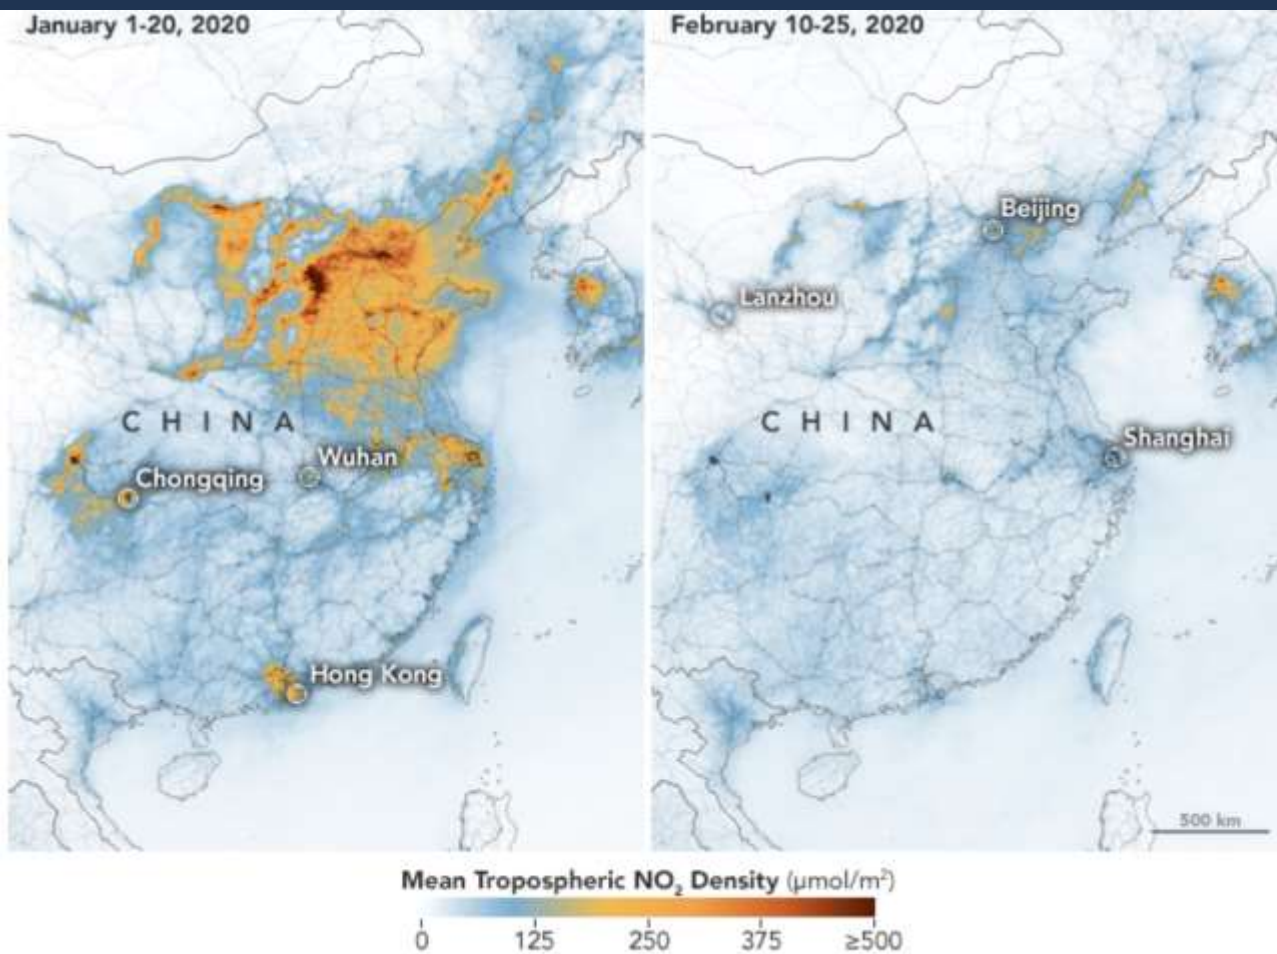 January 1-20, 2020
CHINA
Wuhan
Chongqing
Hong Kong
February 10-25, 2020
Beijing
Lanzhou
CHINA
Shanghai
500 km
Mean Tropospheric NO₂ Density (µmol/m²)
0 125 250 375 ≥500